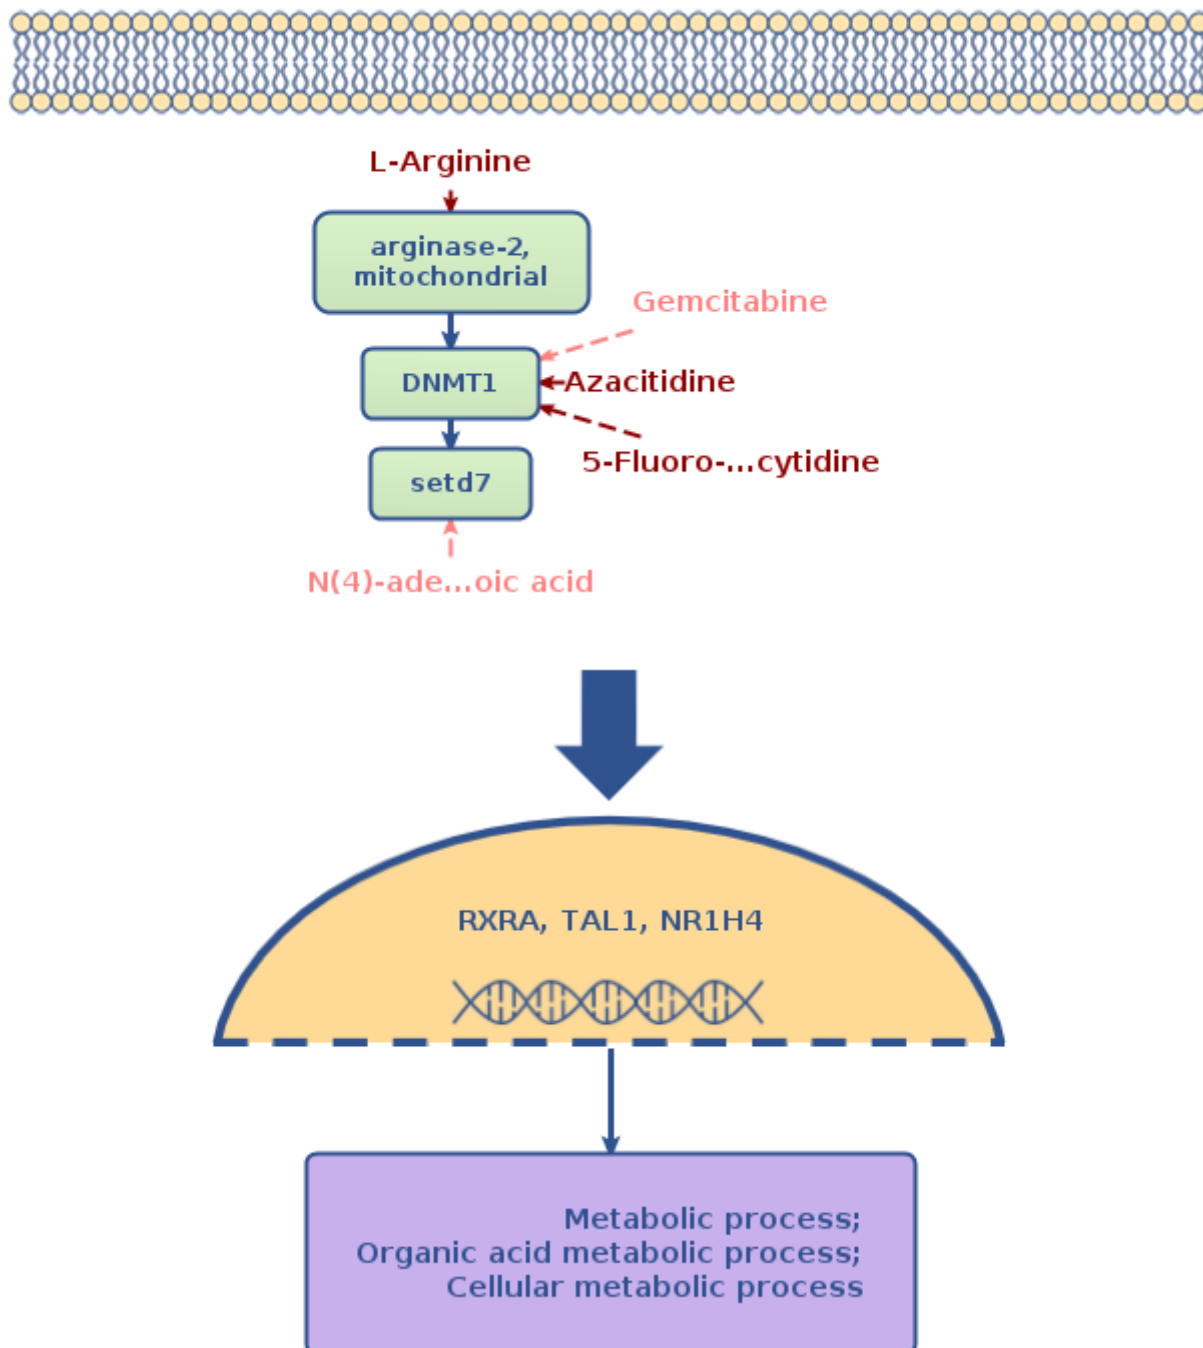 L-Arginine
arginase-2,
mitochondrial
Gemcitabine
DNMT1
Azacitidine
5-Fluoro-...cytidine
setd7
N(4)-ade...oic acid
RXRA, TAL1, NR1H4
Metabolic process;
Organic acid metabolic process;
Cellular metabolic process